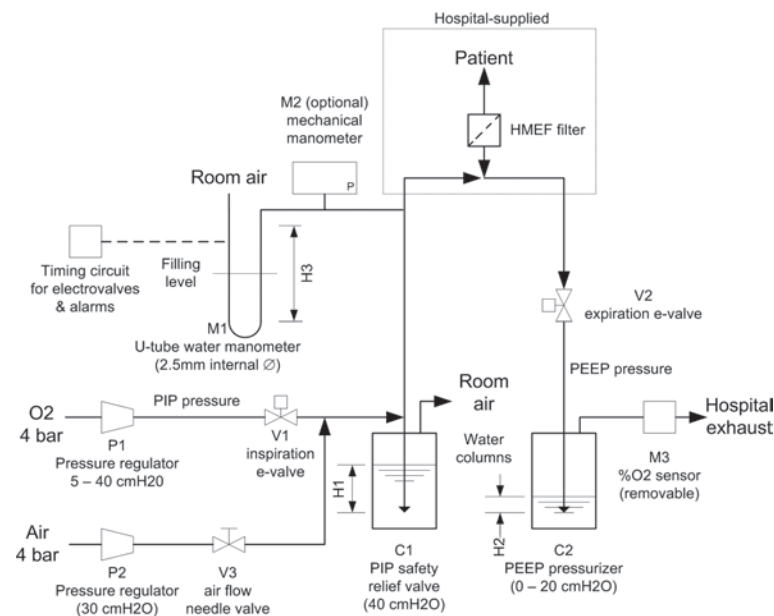 Hospital-supplied
Patient
HMEF filter
M2 (optional)
mechanical
manometer
P
Room air
Timing circuit
for electrovalves
& alarms
Filling
level
H3
M1
U-tube water manometer
(2.5mm internal ∅)
V2
expiration e-valve
PEEP pressure
O2
4 bar
PIP pressure
P1
Pressure regulator
5 – 40 cmH20
V1
inspiration
e-valve
Room
air
Hospital
exhaust
M3
%O2 sensor
(removable)
Water
columns
H1
H2
Air
4 bar
P2
Pressure regulator
(30 cmH2O)
V3
air flow
needle valve
C1
PIP safety
relief valve
(40 cmH2O)
C2
PEEP pressurizer
(0 – 20 cmH2O)